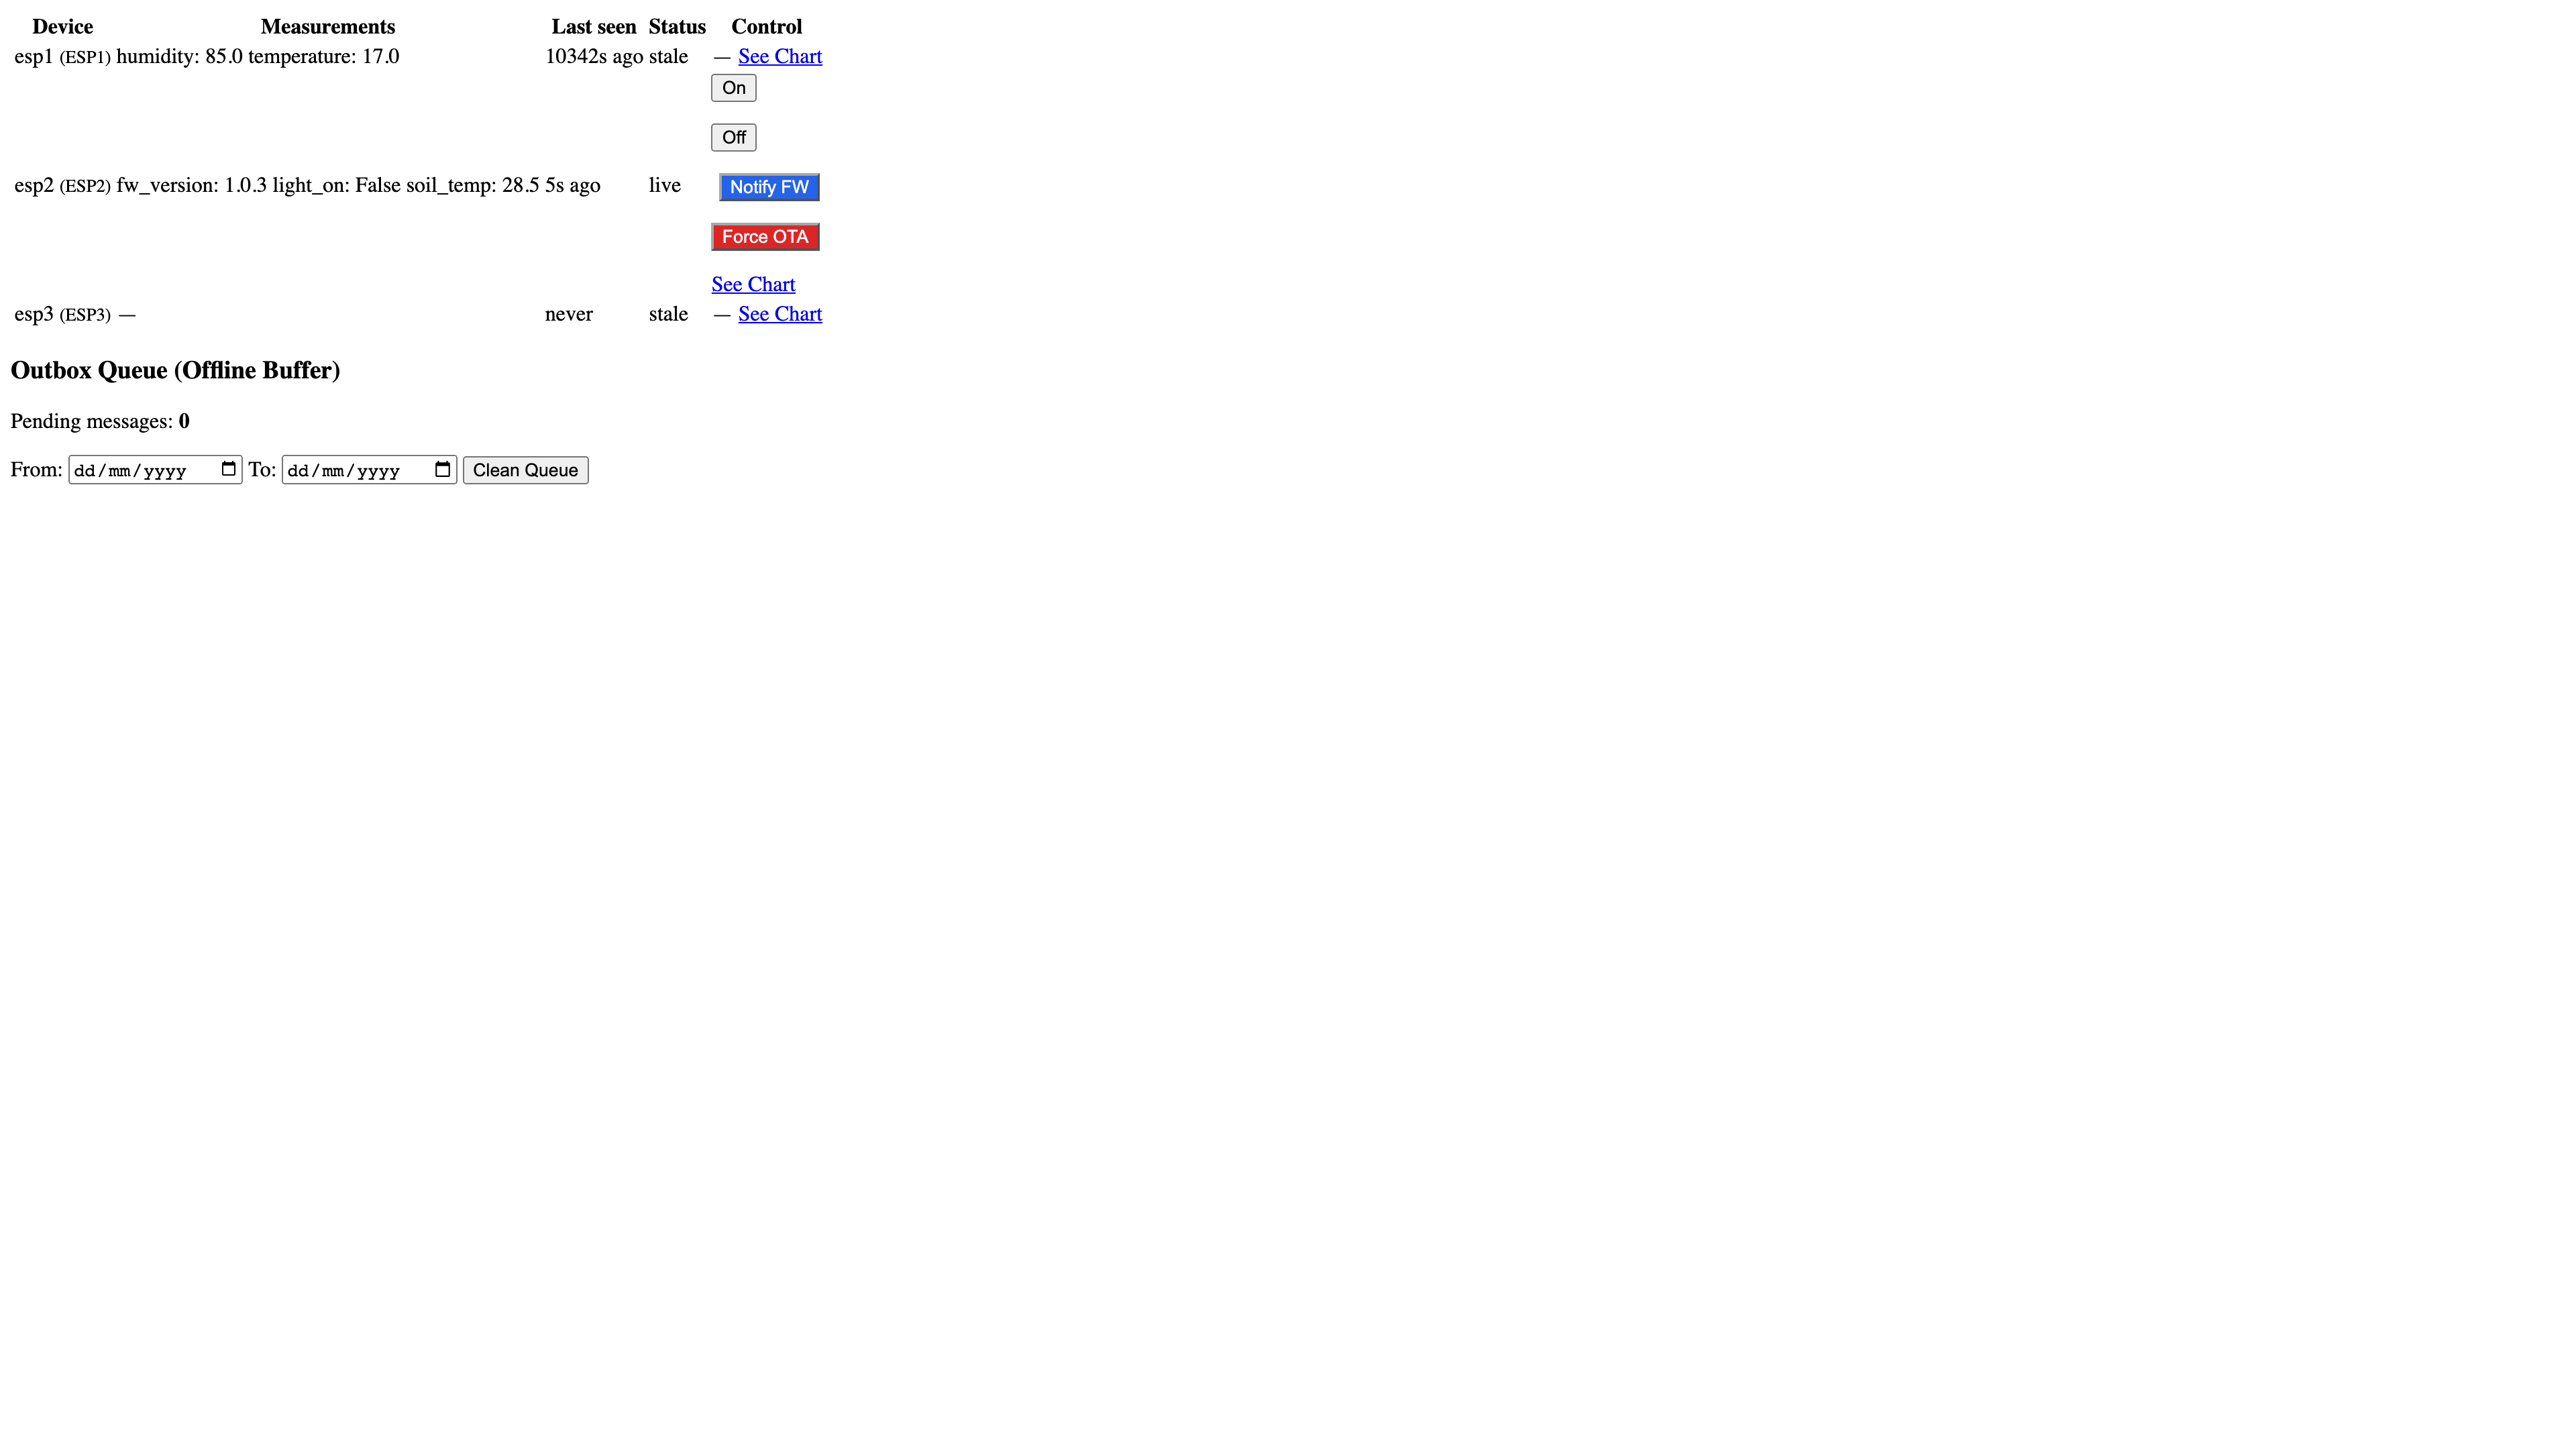 Device Measurements Last seen Status Control
esp1 (ESP1) humidity: 85.0 temperature: 17.0 10342s ago stale — See Chart
On
Off
esp2 (ESP2) fw_version: 1.0.3 light_on: False soil_temp: 28.5 5s ago live Notify FW
Force OTA
See Chart
esp3 (ESP3) — never stale — See Chart
Outbox Queue (Offline Buffer)
Pending messages: 0
From: dd/mm/yyyy To: dd/mm/yyyy Clean Queue